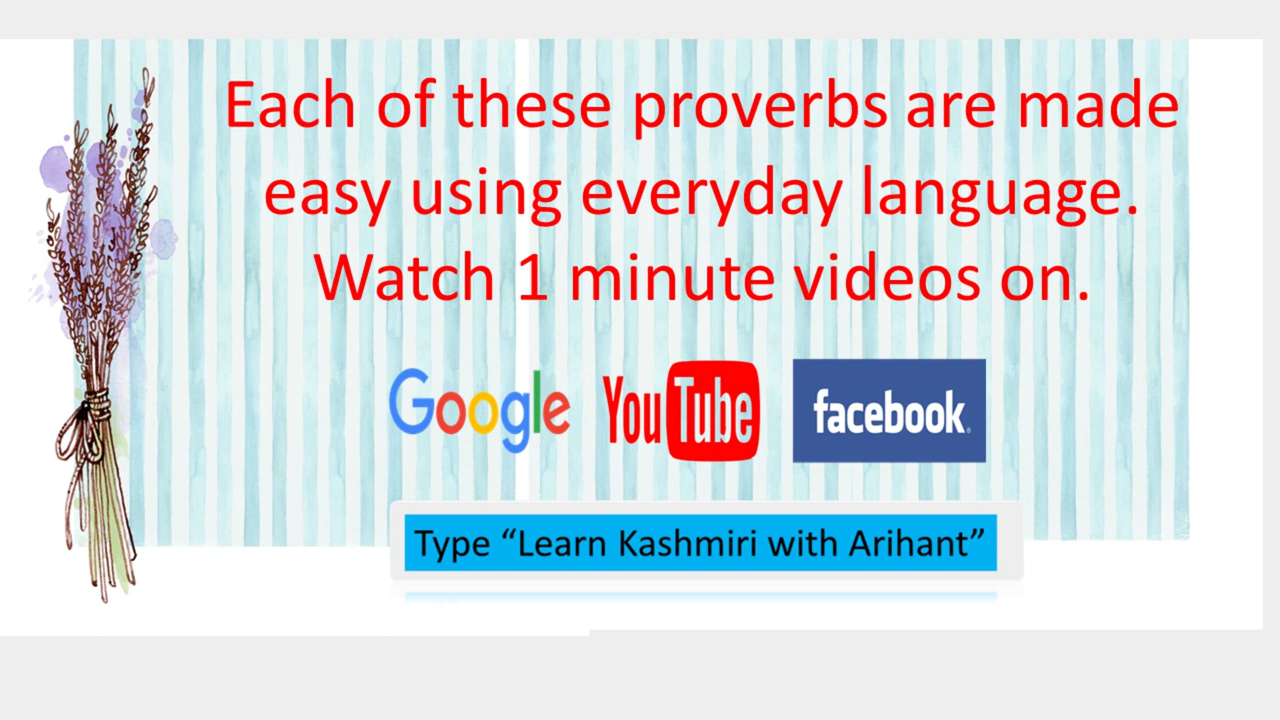 Each of these proverbs are made
easy using everyday language.
Watch 1 minute videos on.
Google YouTube facebook
Type “Learn Kashmiri with Arihant”